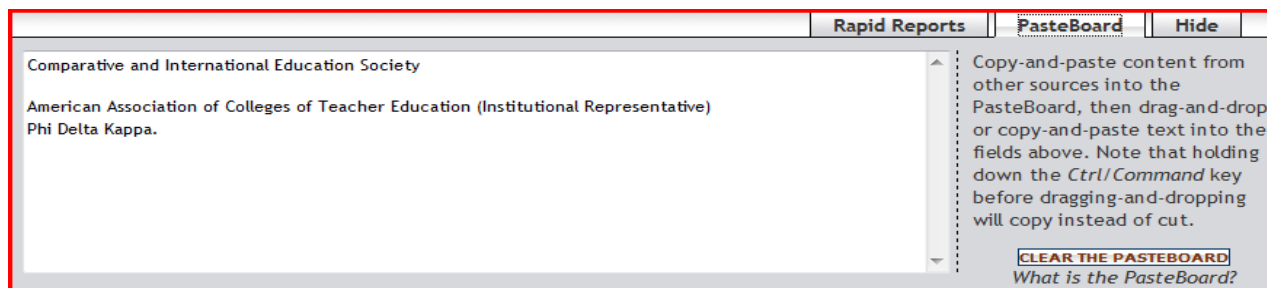 Rapid Reports
PasteBoard
Hide
Comparative and International Education Society
American Association of Colleges of Teacher Education (Institutional Representative)
Phi Delta Kappa.
Copy-and-paste content from
other sources into the
PasteBoard, then drag-and-drop
or copy-and-paste text into the
fields above. Note that holding
down the Ctrl/Command key
before dragging-and-dropping
will copy instead of cut.
CLEAR THE PASTEBOARD
What is the PasteBoard?